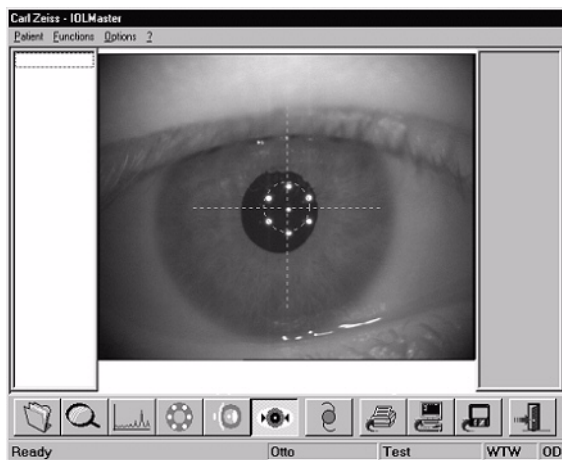 Carl Zeiss - IOLMaster
Patient Functions Options ?
Ready Otto Test WTW OD